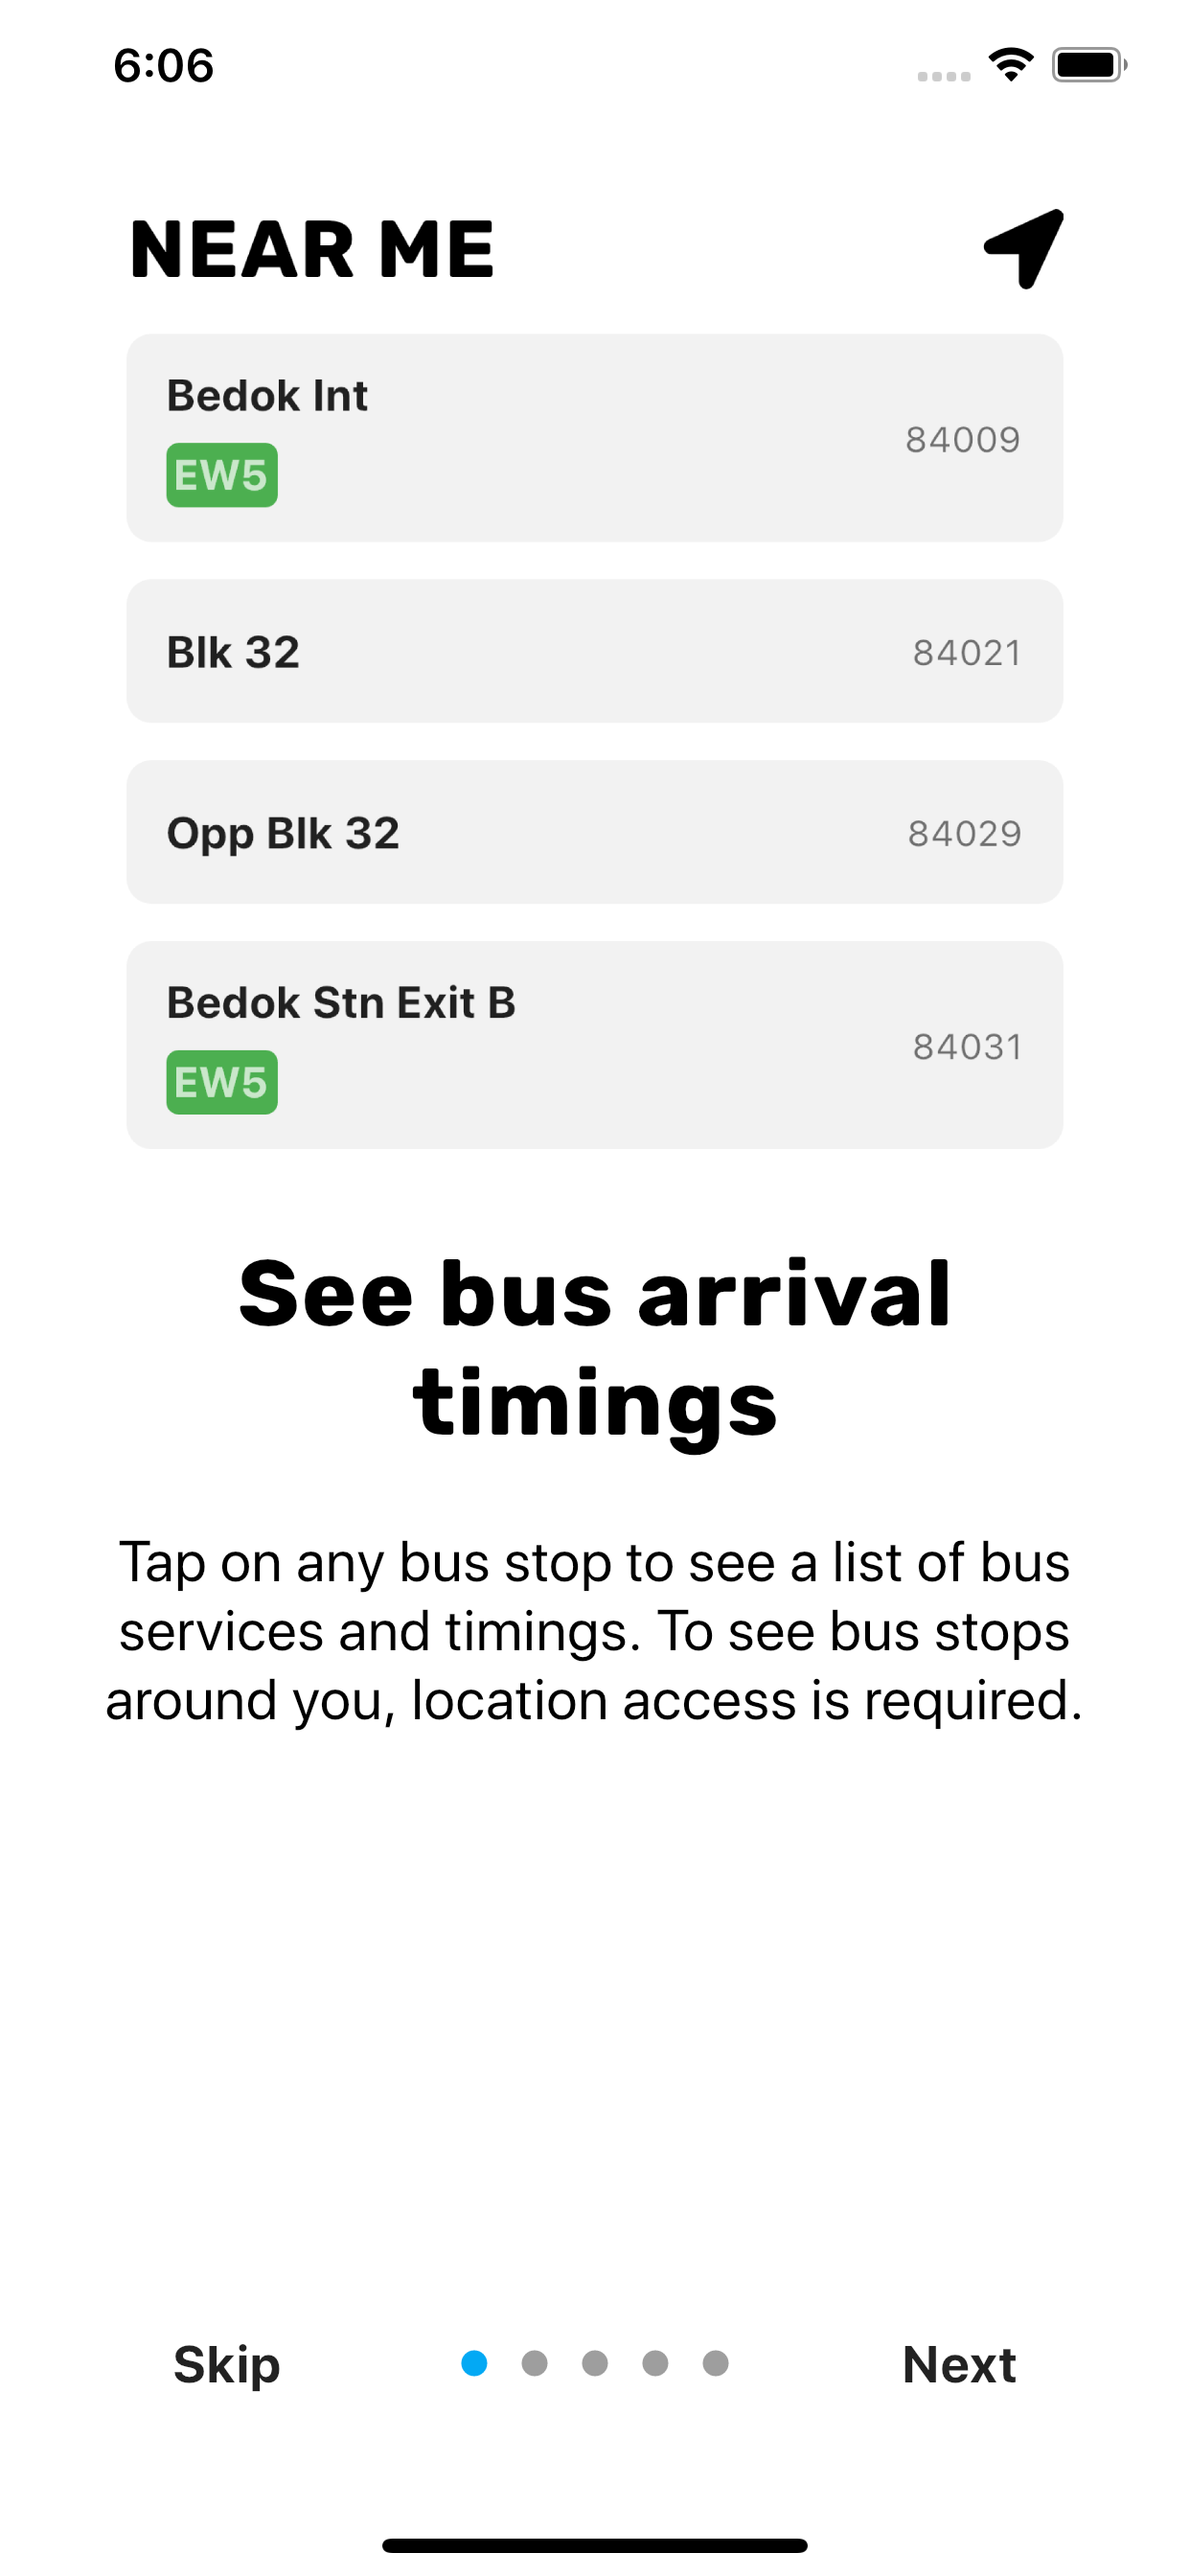 6:06
NEAR ME
Bedok Int
EW5
84009
Blk 32
84021
Opp Blk 32
84029
Bedok Stn Exit B
EW5
84031
See bus arrival
timings
Tap on any bus stop to see a list of bus
services and timings. To see bus stops
around you, location access is required.
Skip
Next